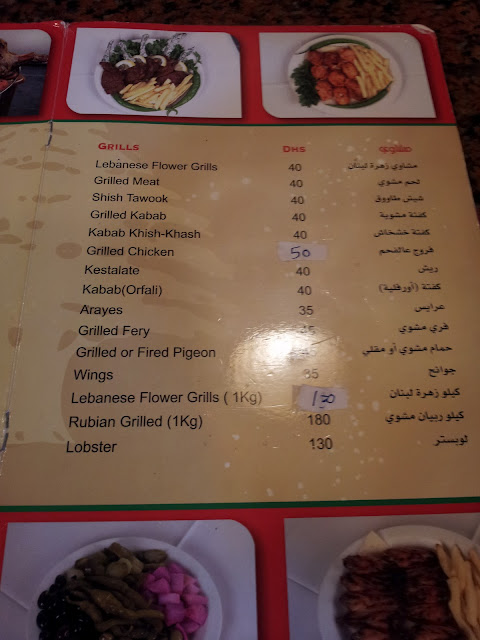 GRILLS DHS مشاوي
Lebanese Flower Grills 40 مشاوي زهرة لبنان
Grilled Meat 40 لحم مشوي
Shish Tawook 40 شيش طاووق
Grilled Kabab 40 كفتة مشوية
Kabab Khish-Khash 40 كفتة خشخاش
Grilled Chicken 50 فروج عالفحم
Kestalate 40 ريش
Kabab(Orfali) 40 كفتة (أورفلية)
Arayes 35 عرايس
Grilled Fery فري مشوي
Grilled or Fired Pigeon حمام مشوي أو مقلي
Wings 35 جوانح
Lebanese Flower Grills ( 1Kg) كيلو زهرة لبنان
Rubian Grilled (1Kg) 180 كيلو ربيان مشوي
Lobster 130 لوبستر